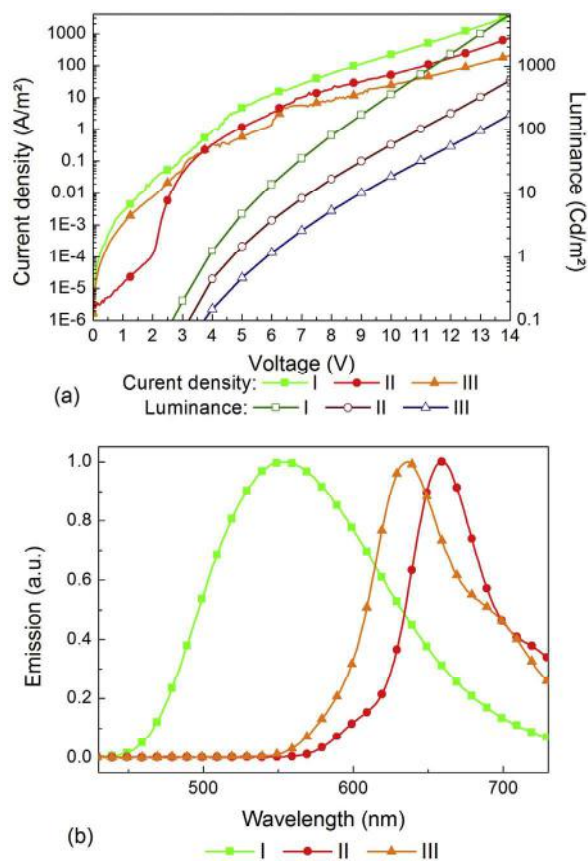 Current density (A/m²)
1000
100
10
1
0.1
0.01
1E-3
1E-4
1E-5
1E-6
0 1 2 3 4 5 6 7 8 9 10 11 12 13 14
Voltage (V)
1000
100
10
1
0.1
Luminance (Cd/m²)
(a)
Curent density: I II III
Luminance: I II III
Emission (a.u.)
1.0
0.8
0.6
0.4
0.2
0.0
500 600 700
Wavelength (nm)
(b)
I II III